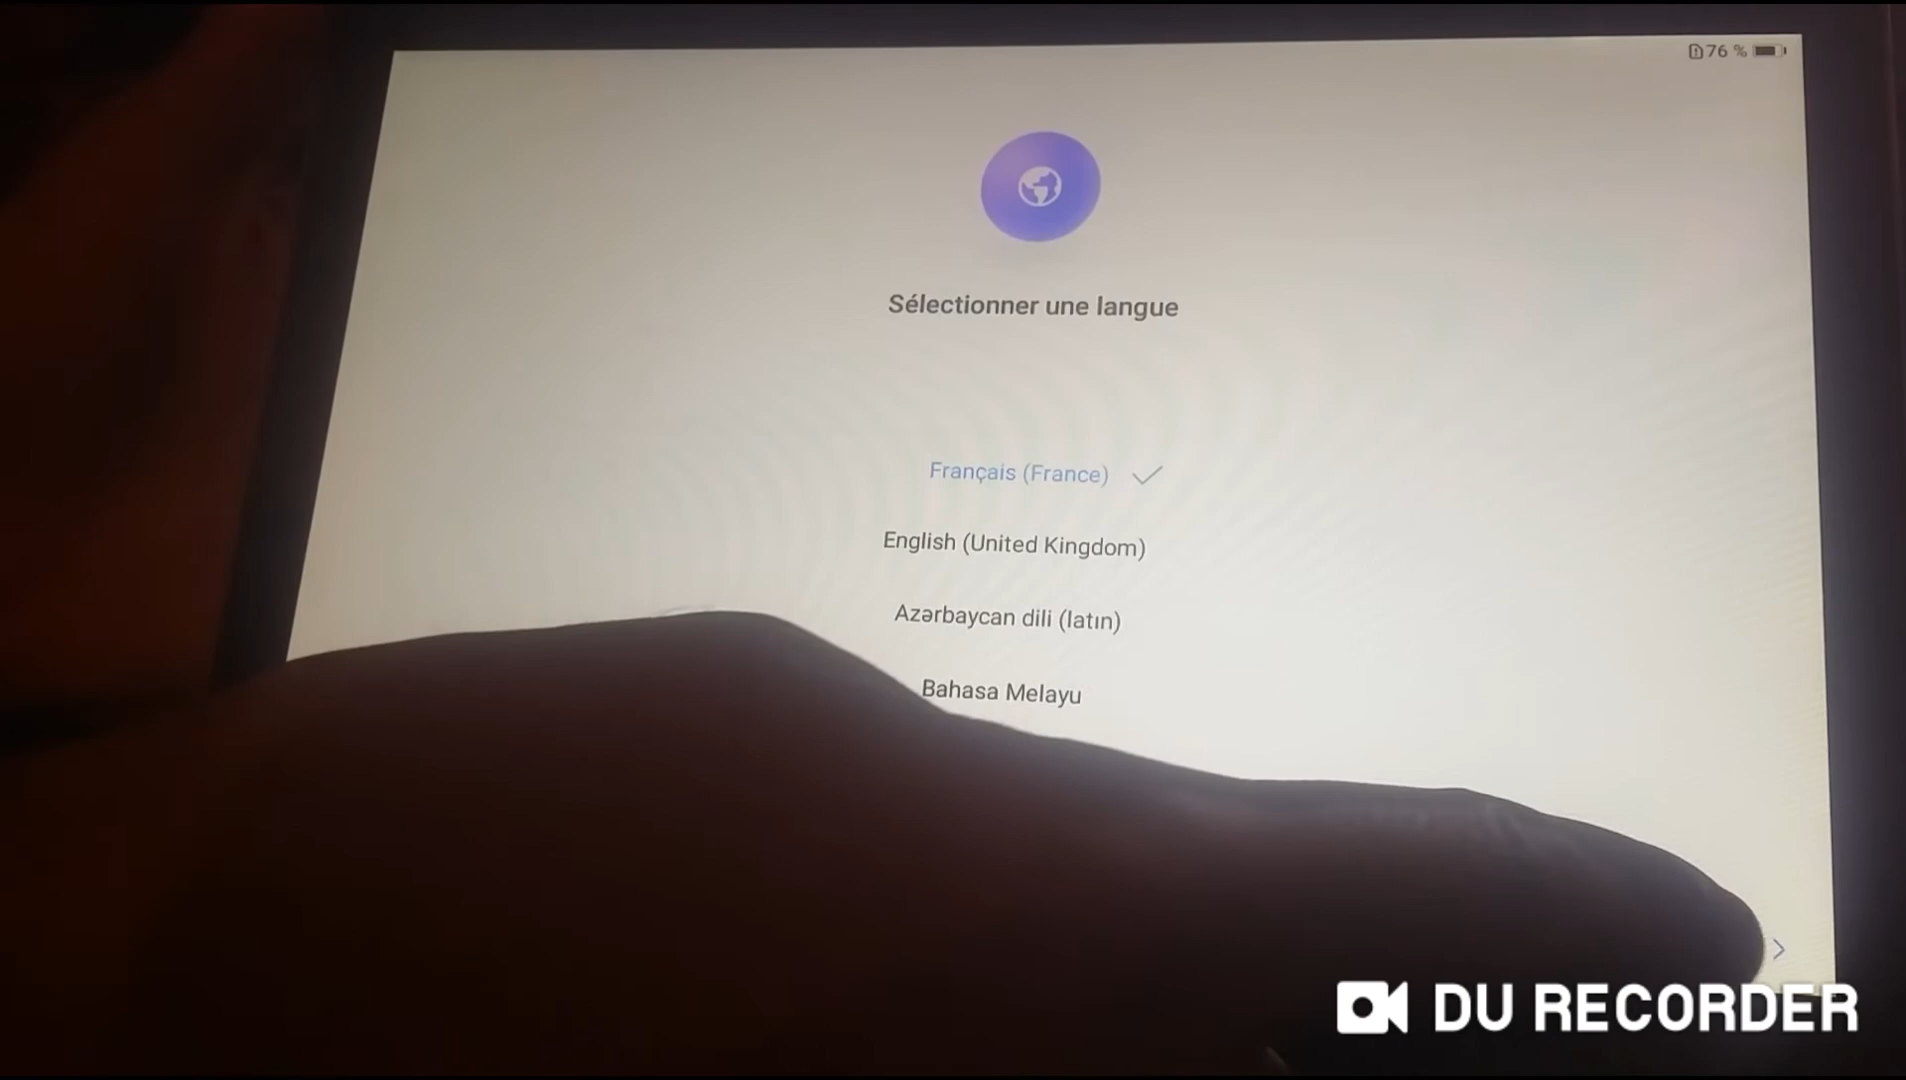 76 %
Sélectionner une langue
Français (France)
English (United Kingdom)
Azərbaycan dili (latın)
Bahasa Melayu
DU RECORDER